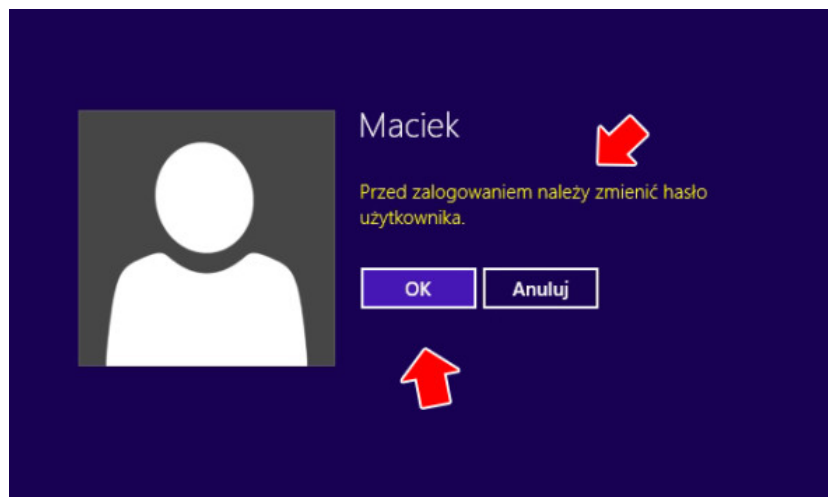 Maciek
Przed zalogowaniem należy zmienić hasło
użytkownika.
OK Anuluj